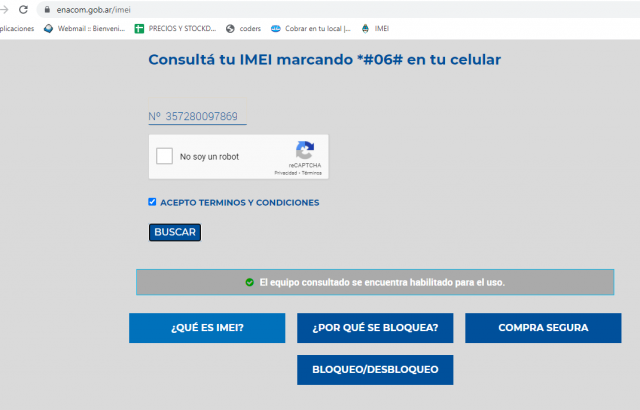 enacom.gob.ar/imei
plicaciones Webmail :: Bienveni... PRECIOS Y STOCKD... coders Cobrar en tu local |... IMEI
Consultá tu IMEI marcando *#06# en tu celular
Nº 357280097869
No soy un robot
reCAPTCHA
Privacidad - Términos
ACEPTO TERMINOS Y CONDICIONES
BUSCAR
El equipo consultado se encuentra habilitado para el uso.
¿QUÉ ES IMEI? ¿POR QUÉ SE BLOQUEA? COMPRA SEGURA
BLOQUEO/DESBLOQUEO